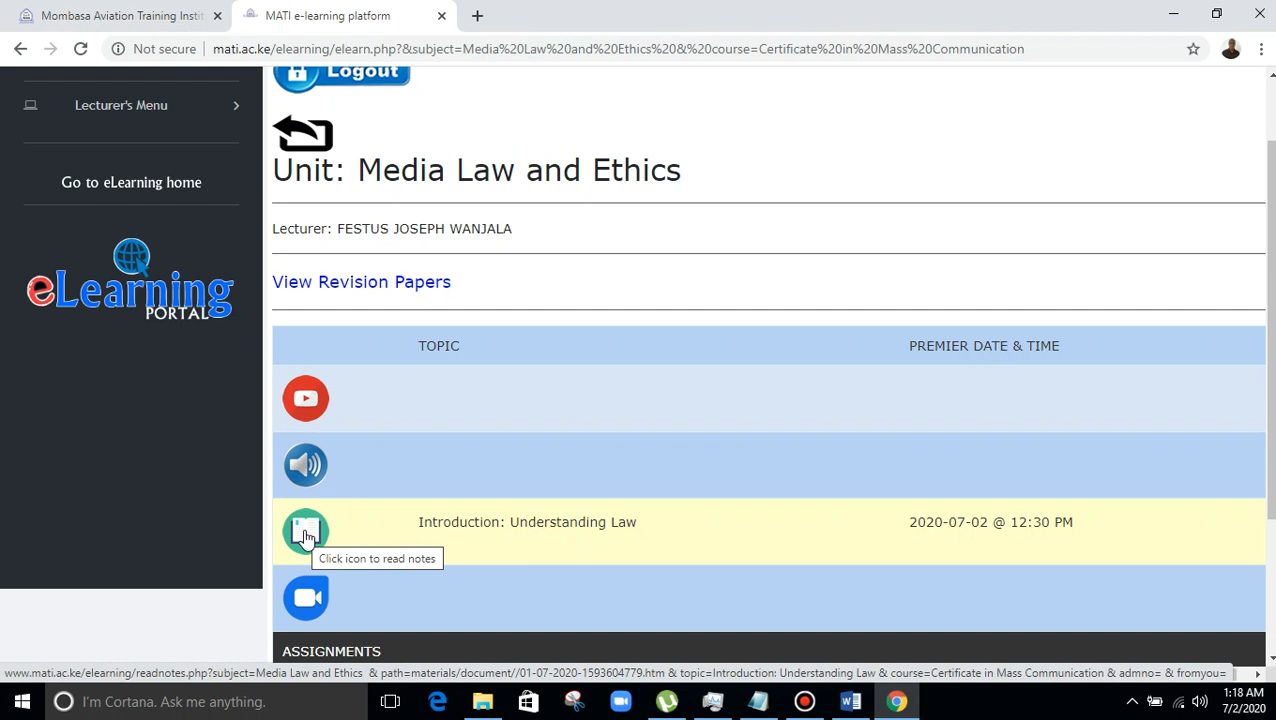 Mombasa Aviation Training Instit
MATI e-learning platform
Not secure
mati.ac.ke/elearning/elearn.php?&subject=Media%20Law%20and%20Ethics%20&%20course=Certificate%20in%20Mass%20Communication
Logout
Lecturer's Menu
Unit: Media Law and Ethics
Go to eLearning home
Lecturer: FESTUS JOSEPH WANJALA
eLearning
PORTAL
View Revision Papers
TOPIC PREMIER DATE & TIME
Introduction: Understanding Law 2020-07-02 @ 12:30 PM
Click icon to read notes
ASSIGNMENTS
www.mati.ac.ke/elearning/readnotes.php?subject=Media Law and Ethics & path=materials/document//01-07-2020-1593604779.htm & topic=Introduction: Understanding Law & course=Certificate in Mass Communication & admno= & fromyou=
I'm Cortana. Ask me anything.
1:18 AM
7/2/2020